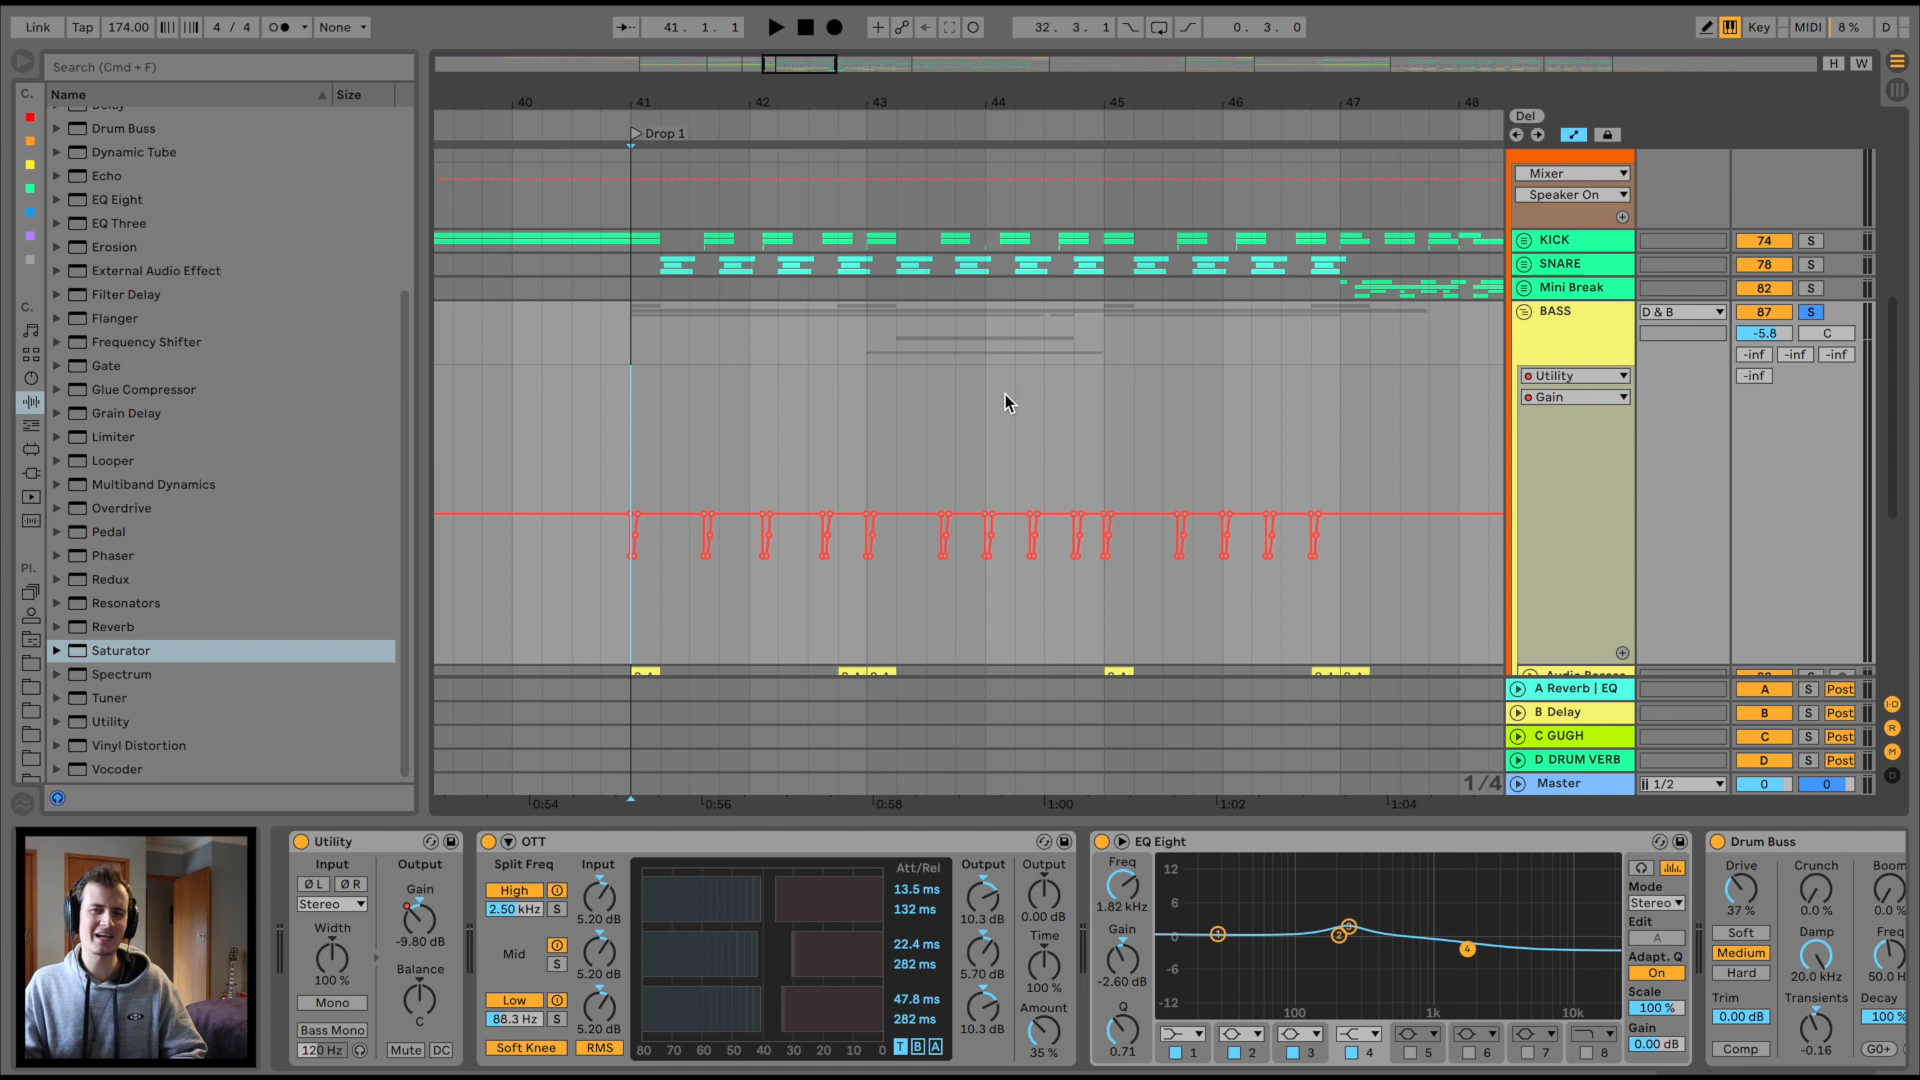 Link Tap 174.00 4 / 4 None 41. 1. 1 32. 3. 1 0. 3. 0 Key MIDI 8 % D
Search (Cmd + F)
H W
C. Name Size
40 41 42 43 44 45 46 47 48
Del
Drop 1
Delay
Drum Buss
Dynamic Tube
Echo
EQ Eight
EQ Three
Erosion
External Audio Effect
Filter Delay
Flanger
Frequency Shifter
Gate
Glue Compressor
Grain Delay
Limiter
Looper
Multiband Dynamics
Overdrive
Pedal
Phaser
Redux
Resonators
Reverb
Saturator
Spectrum
Tuner
Utility
Vinyl Distortion
Vocoder
C.
Pl.
Mixer
Speaker On
KICK 74 S
SNARE 78 S
Mini Break 82 S
BASS D & B 87 S
-5.8 C
-inf -inf -inf
Utility -inf
Gain
A Reverb | EQ A S Post
B Delay B S Post
C GUGH C S Post
D DRUM VERB D S Post
1/4 Master 1/2 0 0
0:54 0:56 0:58 1:00 1:02 1:04
I·O
R
M
D
Utility
Input Output
Ø L Ø R Gain
Stereo
Width -9.80 dB
100 % Balance
Mono C
Bass Mono
120 Hz Mute DC
OTT
Split Freq Input Att/Rel Output Output
High 13.5 ms
2.50 kHz S 5.20 dB 132 ms 10.3 dB 0.00 dB
Mid S 5.20 dB 22.4 ms 282 ms 5.70 dB Time 100 %
Low 47.8 ms Amount
88.3 Hz S 5.20 dB 282 ms 10.3 dB
Soft Knee RMS 80 70 60 50 40 30 20 10 0 T B A 35 %
EQ Eight
Freq 1.82 kHz
Gain -2.60 dB
Q 0.71
12 6 0 -6 -12
1 2 3 4
100 1k 10k
1 2 3 4 5 6 7 8
Mode
Stereo
Edit
A
Adapt. Q
On
Scale
100 %
Gain
0.00 dB
Drum Buss
Drive Crunch Boom
37 % 0.0 % 0.0 %
Soft Damp Freq
Medium
Hard 20.0 kHz 50.0 H
Trim Transients Decay
0.00 dB 100 %
Comp -0.16 G0